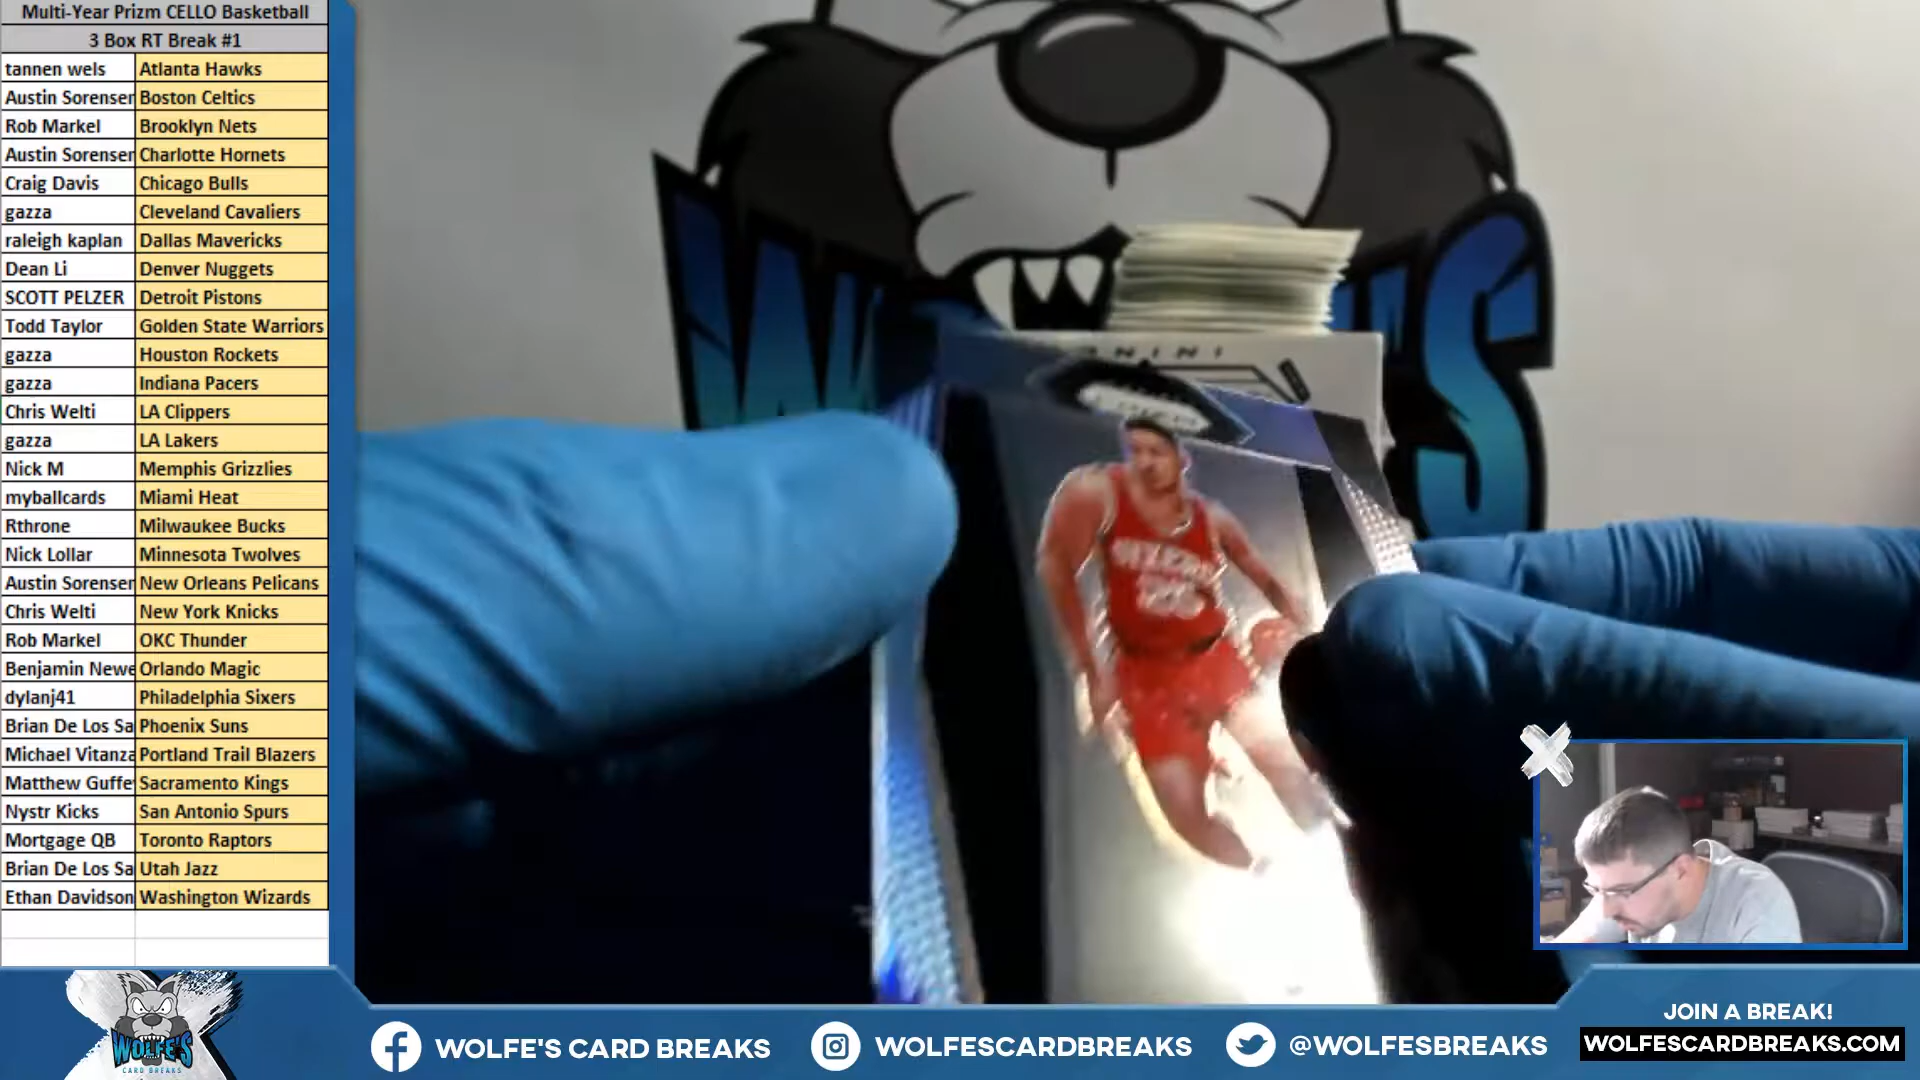 Multi-Year Prizm CELLO Basketball
3 Box RT Break #1
tannen wels Atlanta Hawks
Austin Sorenser Boston Celtics
Rob Markel Brooklyn Nets
Austin Sorenser Charlotte Hornets
Craig Davis Chicago Bulls
gazza Cleveland Cavaliers
raleigh kaplan Dallas Mavericks
Dean Li Denver Nuggets
SCOTT PELZER Detroit Pistons
Todd Taylor Golden State Warriors
gazza Houston Rockets
gazza Indiana Pacers
Chris Welti LA Clippers
gazza LA Lakers
Nick M Memphis Grizzlies
myballcards Miami Heat
Rthrone Milwaukee Bucks
Nick Lollar Minnesota Twolves
Austin Sorenser New Orleans Pelicans
Chris Welti New York Knicks
Rob Markel OKC Thunder
Benjamin Newe Orlando Magic
dylanj41 Philadelphia Sixers
Brian De Los Sa Phoenix Suns
Michael Vitanza Portland Trail Blazers
Matthew Guffe Sacramento Kings
Nystr Kicks San Antonio Spurs
Mortgage QB Toronto Raptors
Brian De Los Sa Utah Jazz
Ethan Davidson Washington Wizards
WOLFE'S
CARD BREAKS
WOLFE'S CARD BREAKS
WOLFESCARDBREAKS
@WOLFESBREAKS
JOIN A BREAK!
WOLFESCARDBREAKS.COM